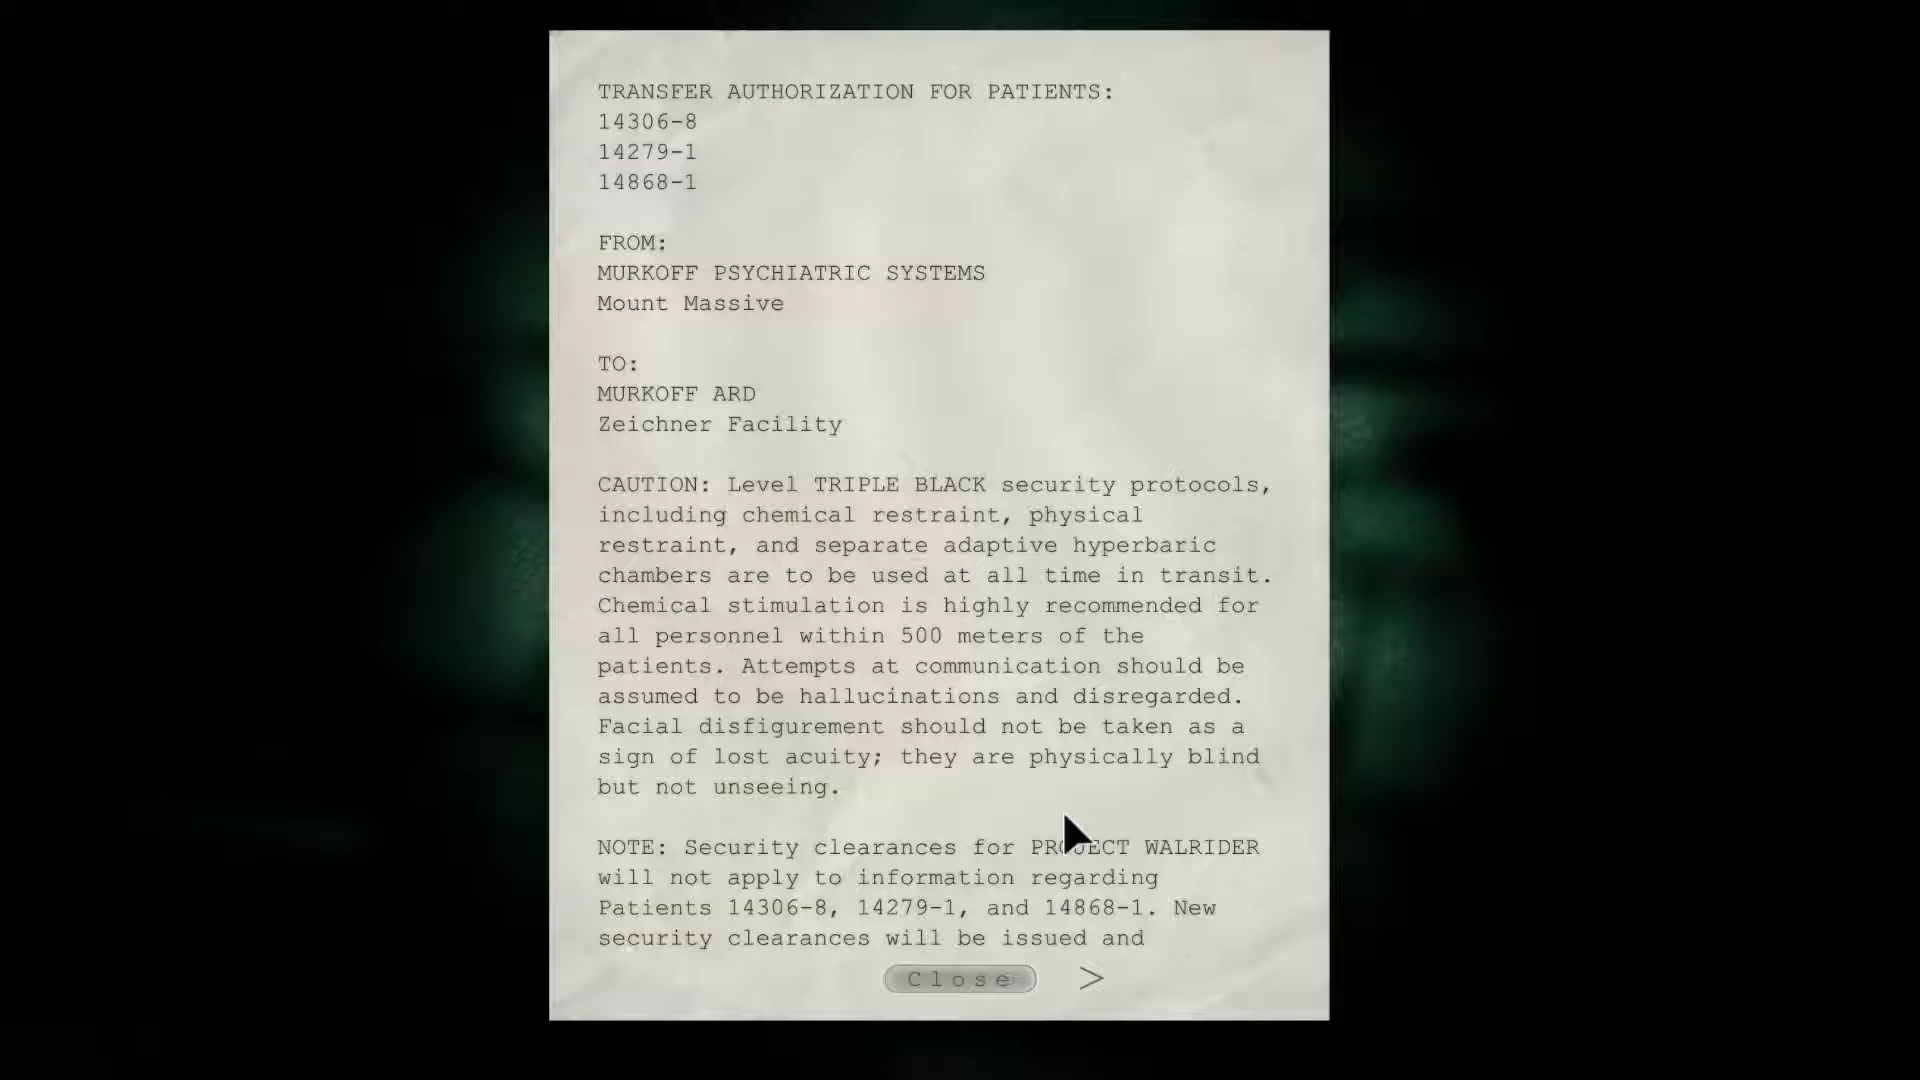 TRANSFER AUTHORIZATION FOR PATIENTS:
14306-8
14279-1
14868-1
FROM:
MURKOFF PSYCHIATRIC SYSTEMS
Mount Massive
TO:
MURKOFF ARD
Zeichner Facility
CAUTION: Level TRIPLE BLACK security protocols,
including chemical restraint, physical
restraint, and separate adaptive hyperbaric
chambers are to be used at all time in transit.
Chemical stimulation is highly recommended for
all personnel within 500 meters of the
patients. Attempts at communication should be
assumed to be hallucinations and disregarded.
Facial disfigurement should not be taken as a
sign of lost acuity; they are physically blind
but not unseeing.
NOTE: Security clearances for PROJECT WALRIDER
will not apply to information regarding
Patients 14306-8, 14279-1, and 14868-1. New
security clearances will be issued and
Close >